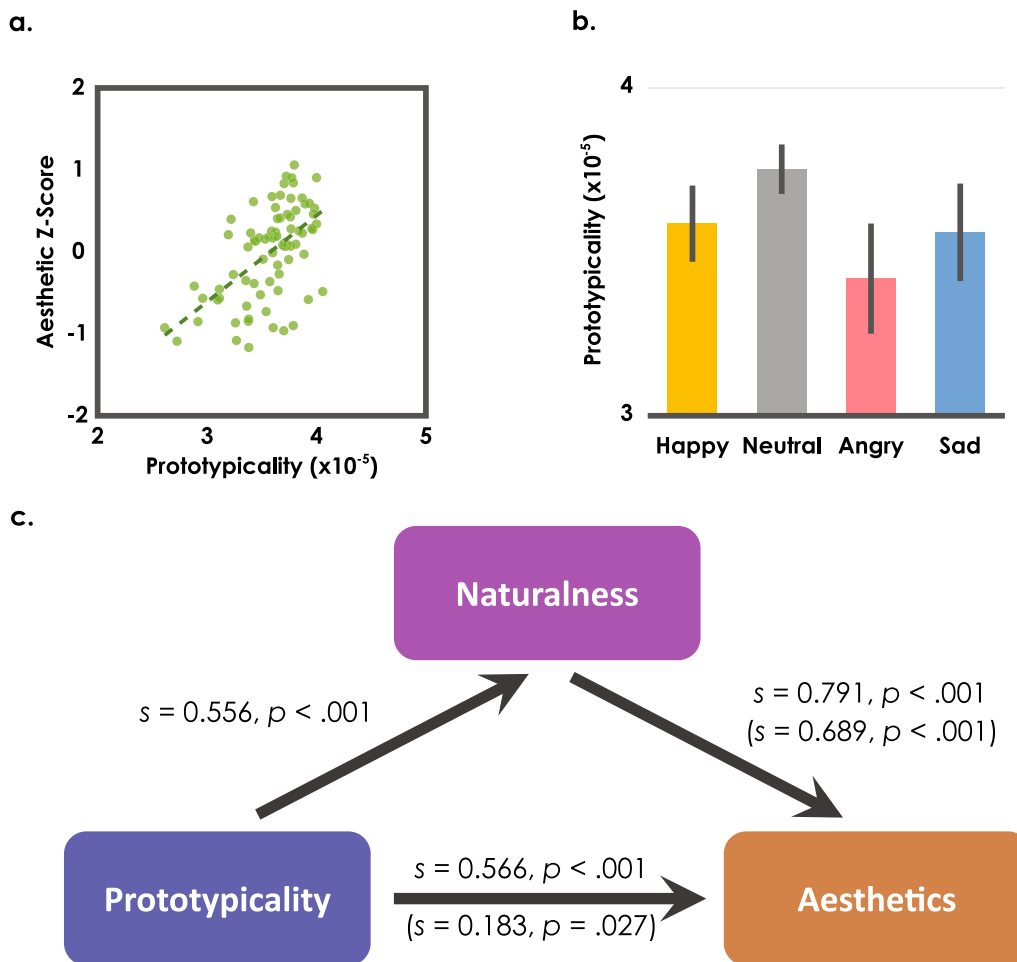 a.
2
1
0
-1
-2
Aesthetic Z-Score
2 3 4 5
Prototypicality (x10⁻⁵)
b.
4
3
Prototypicality (x10⁻⁵)
Happy Neutral Angry Sad
c.
Naturalness
s = 0.556, p < .001
s = 0.791, p < .001
(s = 0.689, p < .001)
Prototypicality
s = 0.566, p < .001
(s = 0.183, p = .027)
Aesthetics